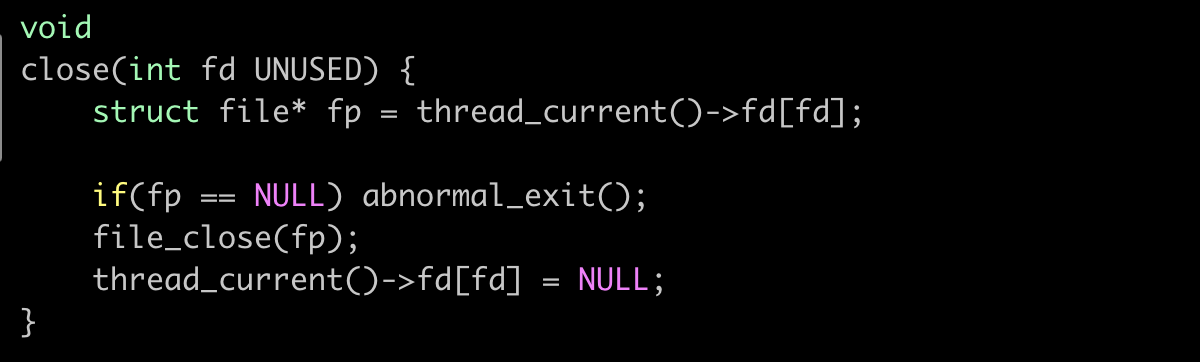 void
close(int fd UNUSED) {
    struct file* fp = thread_current()->fd[fd];

    if(fp == NULL) abnormal_exit();
    file_close(fp);
    thread_current()->fd[fd] = NULL;
}